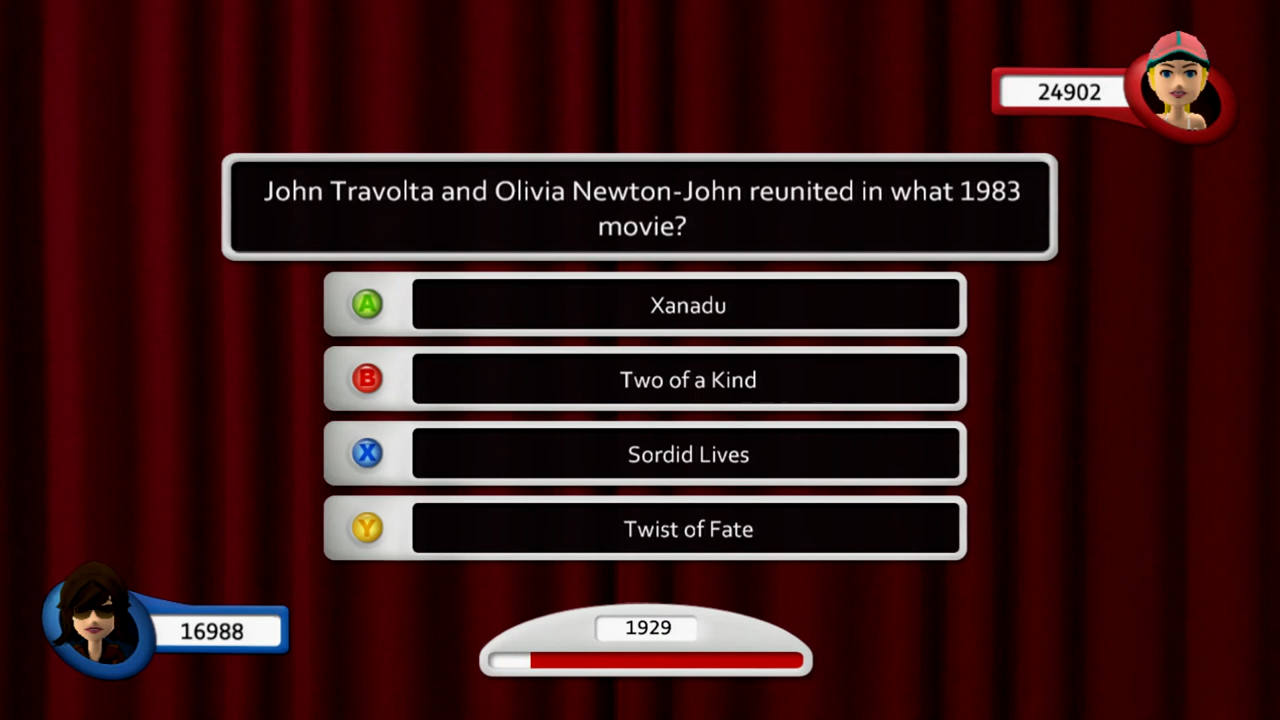 24902
John Travolta and Olivia Newton-John reunited in what 1983
movie?
A Xanadu
B Two of a Kind
X Sordid Lives
Y Twist of Fate
16988
1929